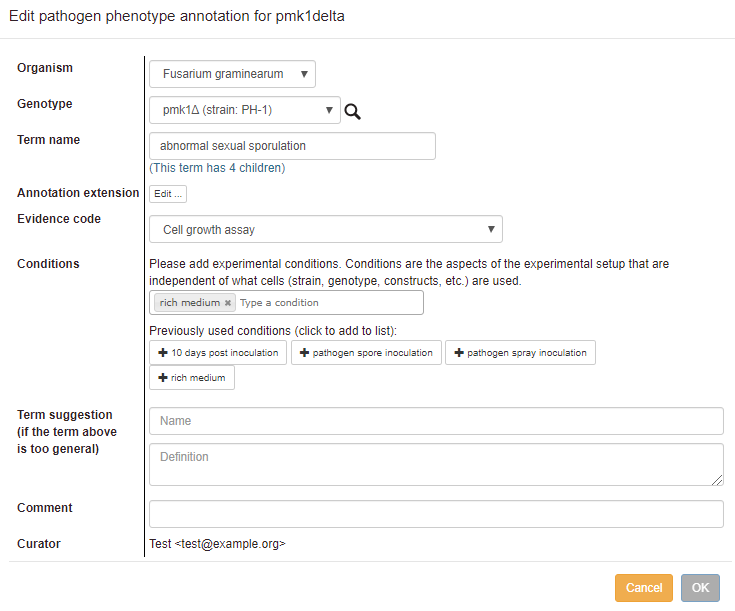 Edit pathogen phenotype annotation for pmk1delta
Organism
Fusarium graminearum
Genotype
pmk1Δ (strain: PH-1)
Term name
abnormal sexual sporulation
(This term has 4 children)
Annotation extension
Edit ...
Evidence code
Cell growth assay
Conditions
Please add experimental conditions. Conditions are the aspects of the experimental setup that are
independent of what cells (strain, genotype, constructs, etc.) are used.
rich medium × Type a condition
Previously used conditions (click to add to list):
+ 10 days post inoculation + pathogen spore inoculation + pathogen spray inoculation
+ rich medium
Term suggestion
(if the term above
is too general)
Name
Definition
Comment
Curator
Test <test@example.org>
Cancel OK